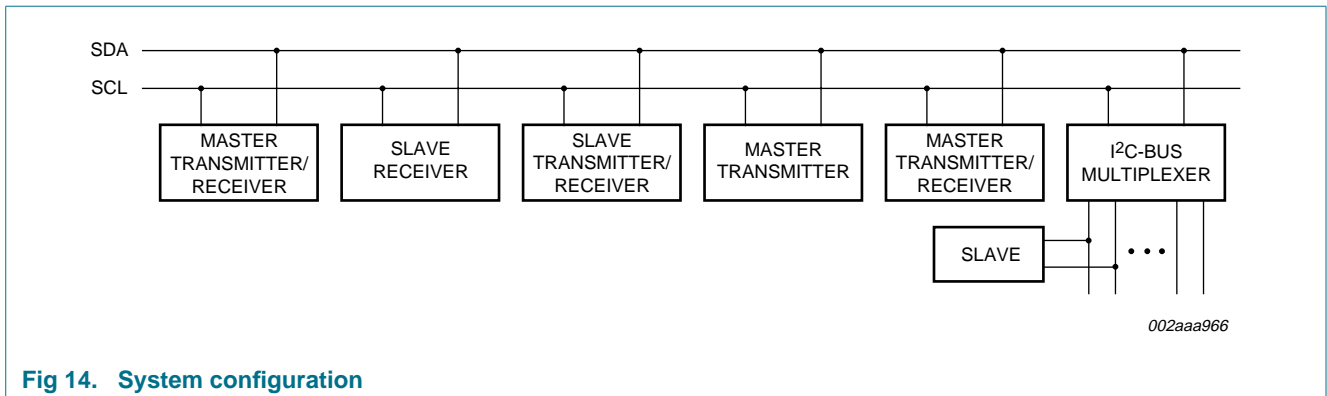 SDA
SCL
MASTER
TRANSMITTER/
RECEIVER
SLAVE
RECEIVER
SLAVE
TRANSMITTER/
RECEIVER
MASTER
TRANSMITTER
MASTER
TRANSMITTER/
RECEIVER
I²C-BUS
MULTIPLEXER
SLAVE
002aaa966
Fig 14. System configuration